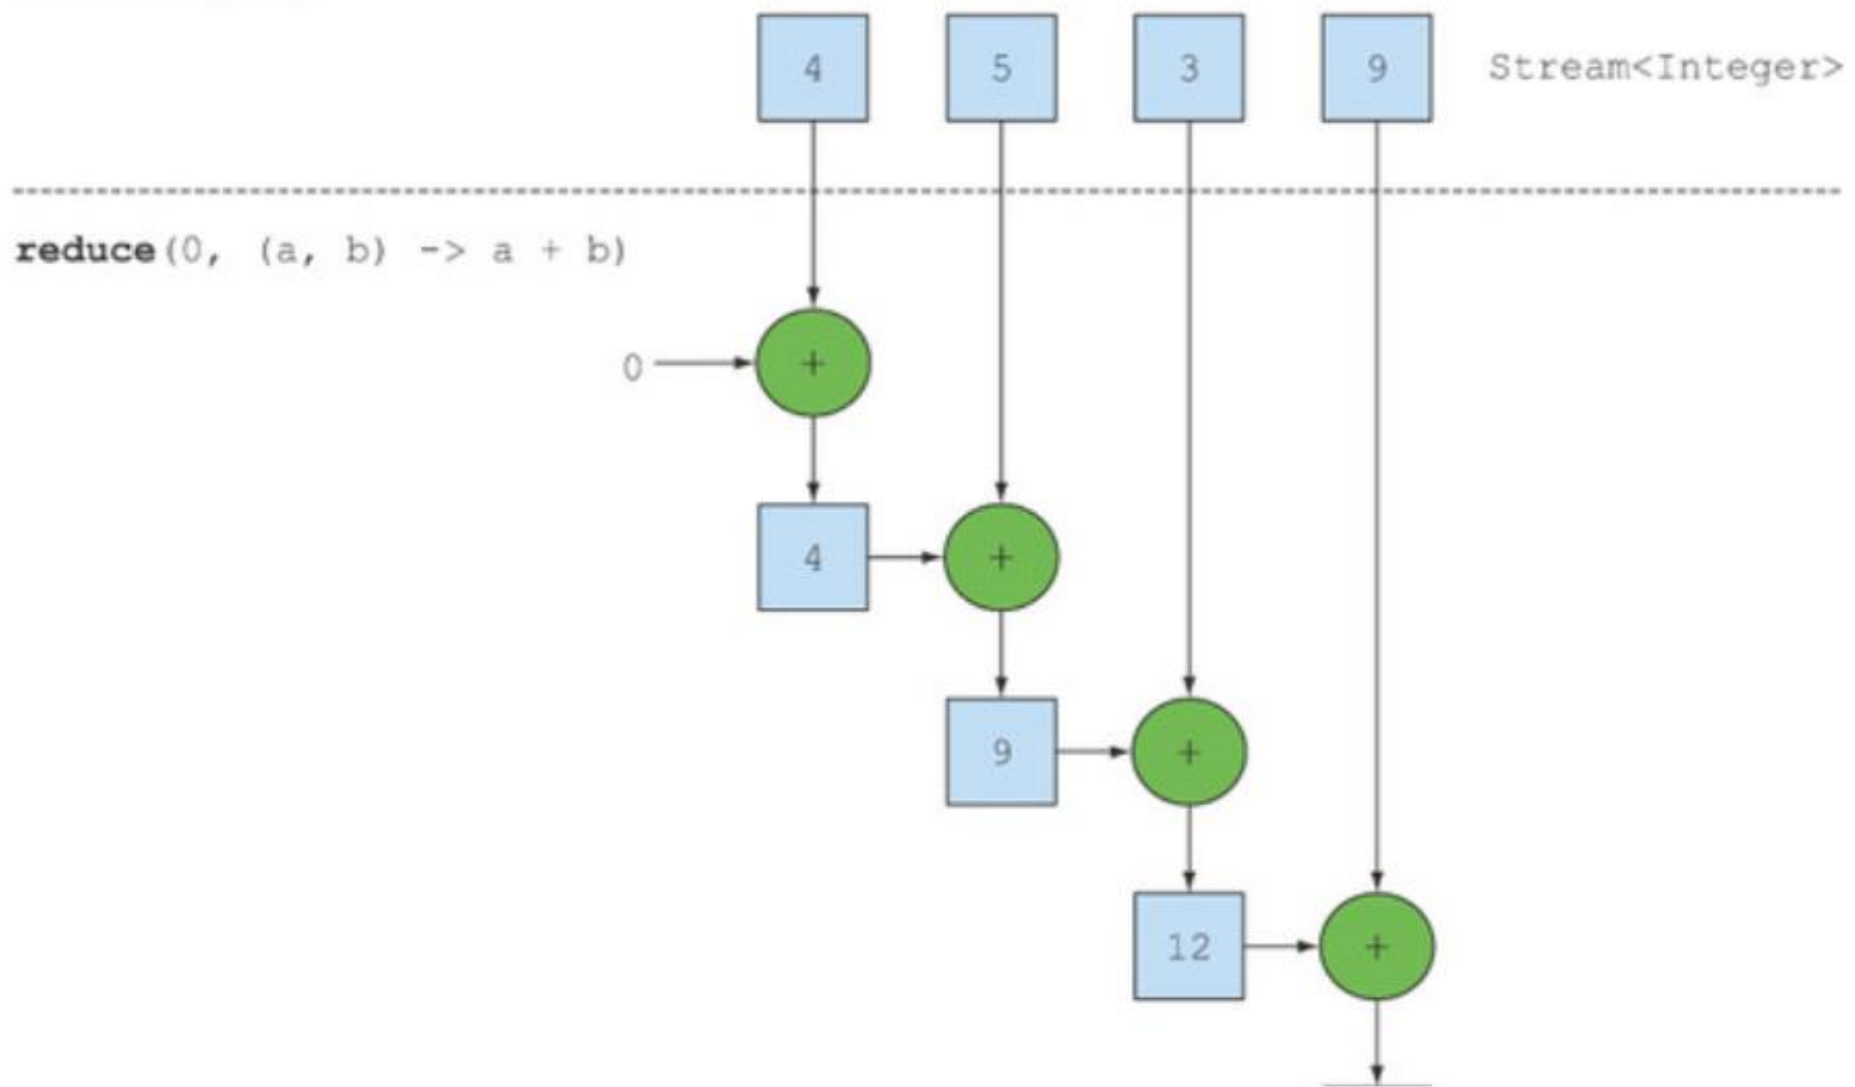 4 5 3 9 Stream<Integer>
reduce(0, (a, b) -> a + b)
0 +
4 +
9 +
12 +